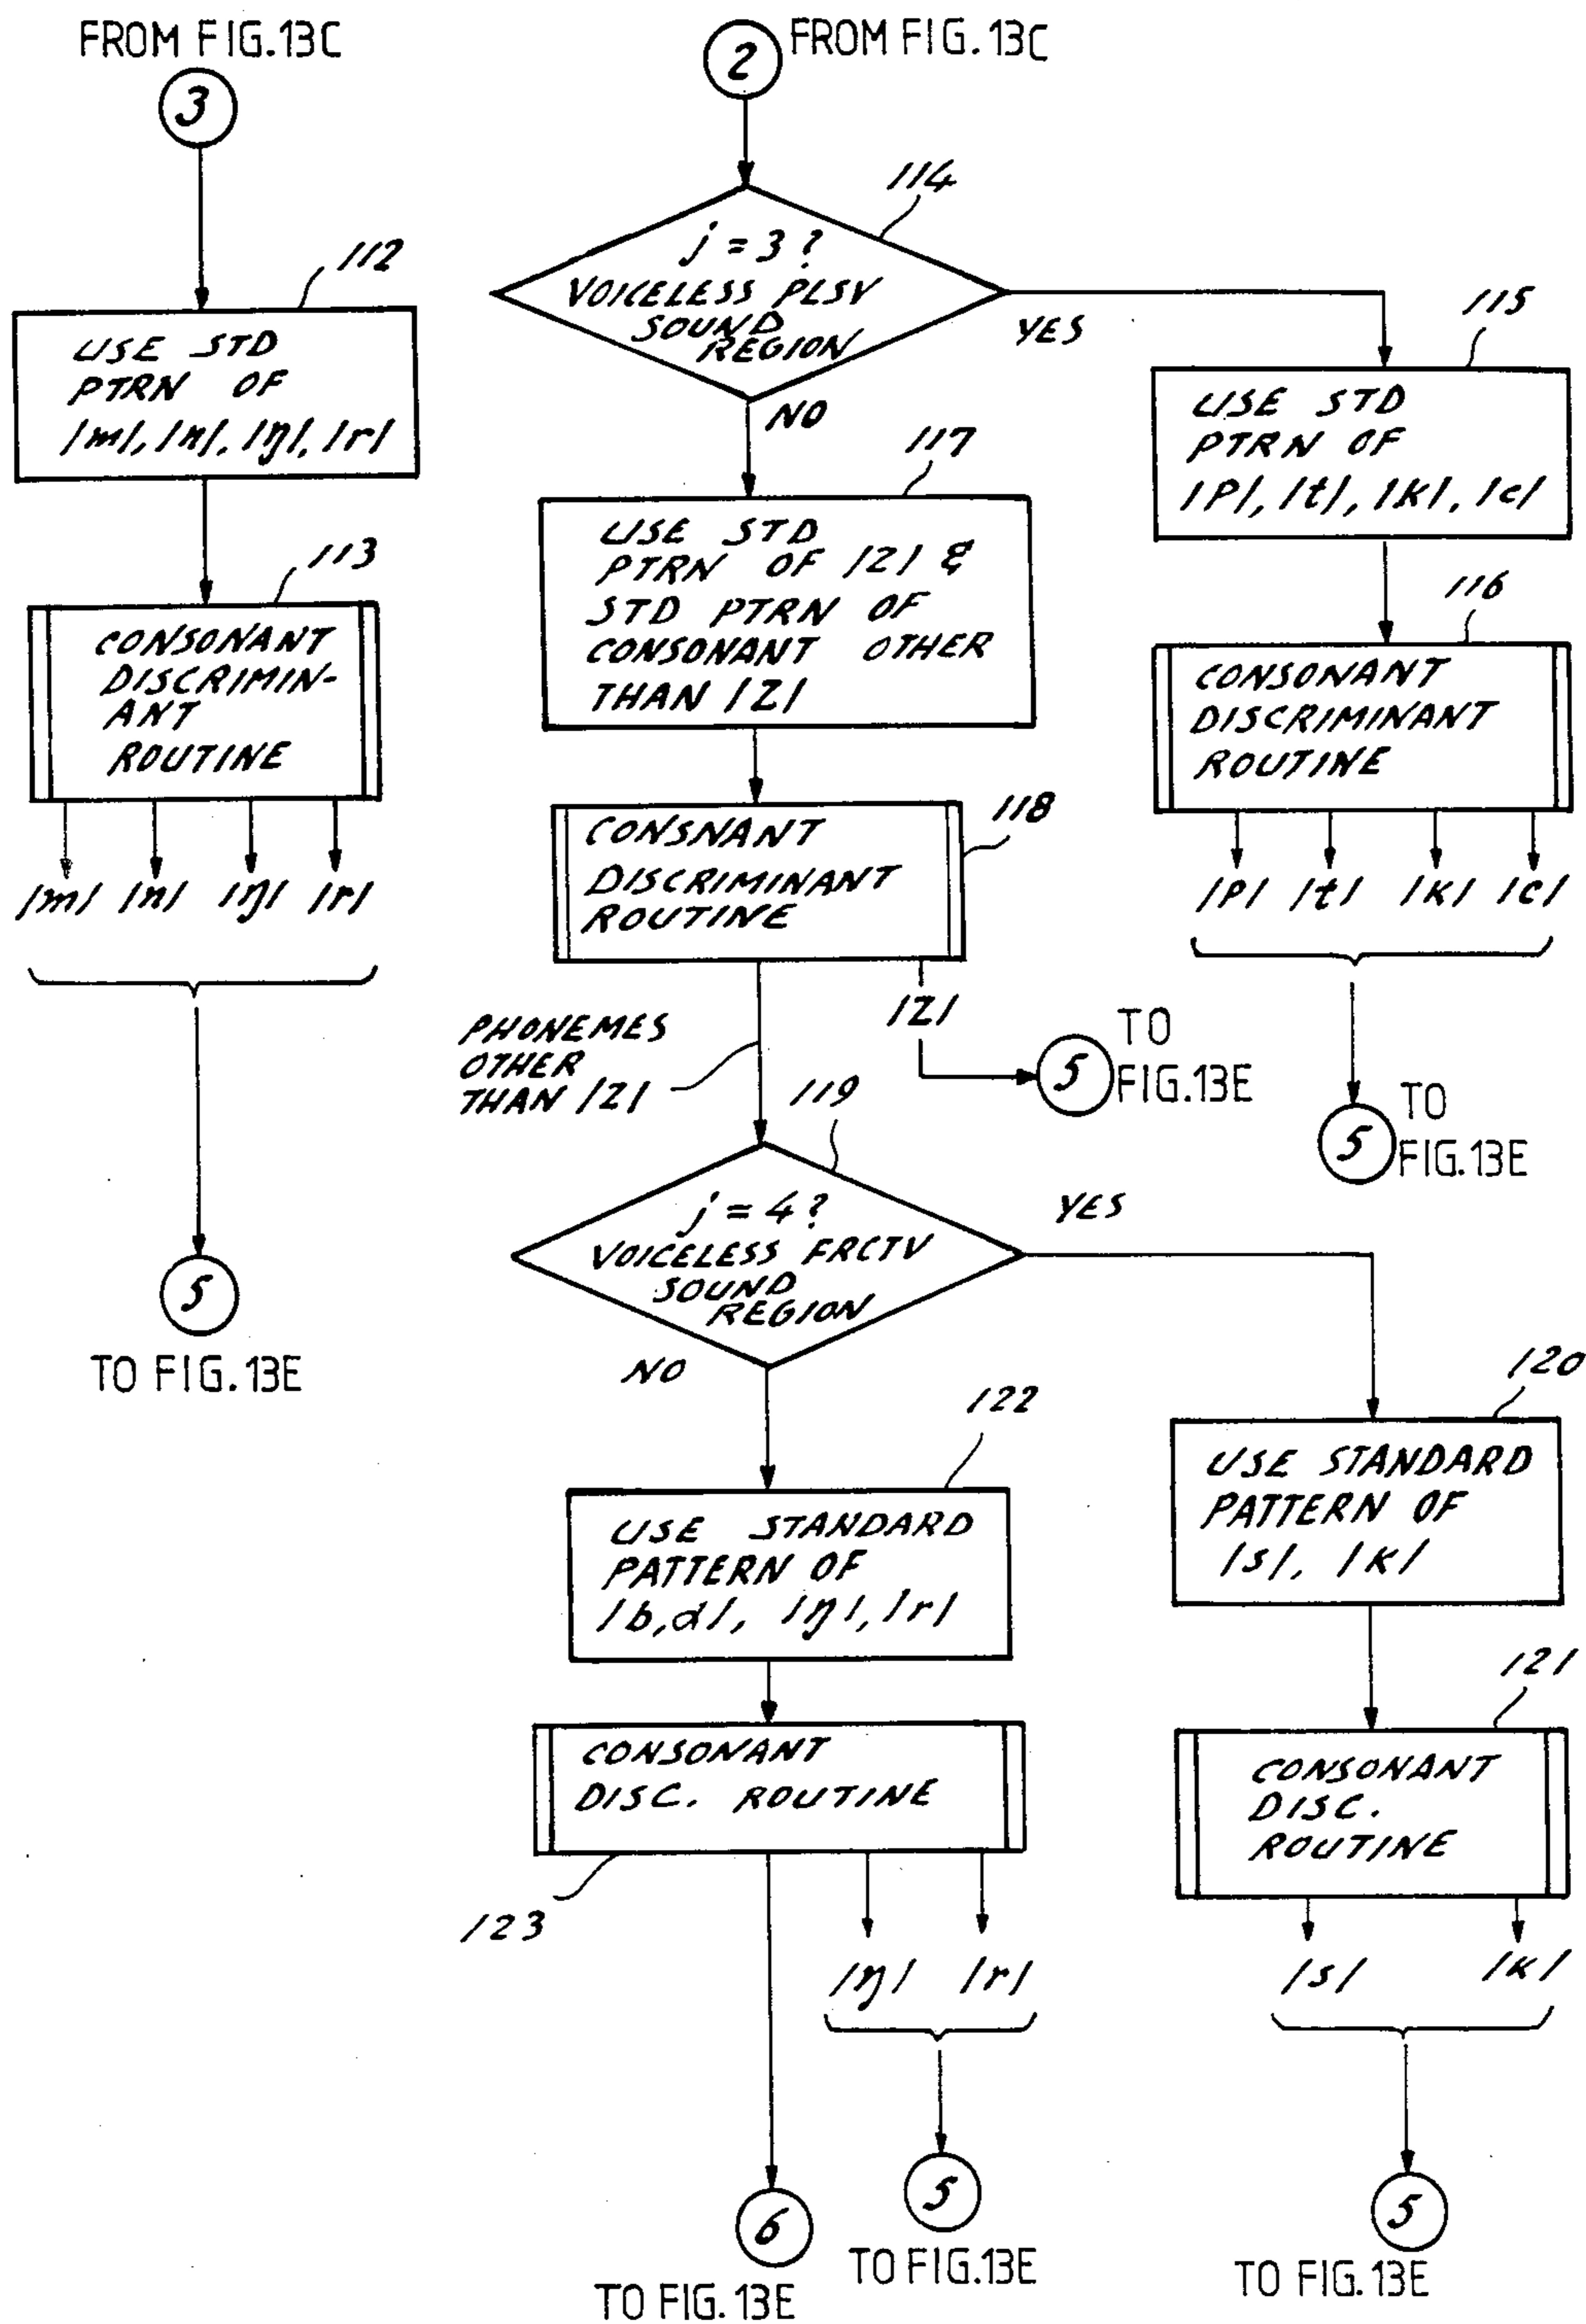 FROM FIG.13C
3
112
USE STD
PTRN OF
/m/, /n/, /ŋ/, /r/
113
CONSONANT
DISCRIMIN-
ANT
ROUTINE
/m/ /n/ /ŋ/ /r/
5
TO FIG.13E
2 FROM FIG.13C
114
j = 3 ?
VOICELESS PLSV
SOUND
REGION
YES
NO
115
USE STD
PTRN OF
/P/, /t/, /K/, /c/
116
CONSONANT
DISCRIMINANT
ROUTINE
/P/ /t/ /K/ /c/
5 TO
FIG.13E
117
USE STD
PTRN OF /Z/ &
STD PTRN OF
CONSONANT OTHER
THAN /Z/
118
CONSNANT
DISCRIMINANT
ROUTINE
/Z/
5 TO
FIG.13E
PHONEMES
OTHER
THAN /Z/
119
j = 4 ?
VOICELESS FRCTV
SOUND
REGION
YES
NO
120
USE STANDARD
PATTERN OF
/s/, /K/
121
CONSONANT
DISC.
ROUTINE
/s/ /K/
5
TO FIG.13E
122
USE STANDARD
PATTERN OF
/b,d/, /ŋ/, /r/
CONSONANT
DISC. ROUTINE
123
/ŋ/ /r/
5
TO FIG.13E
6
TO FIG.13E